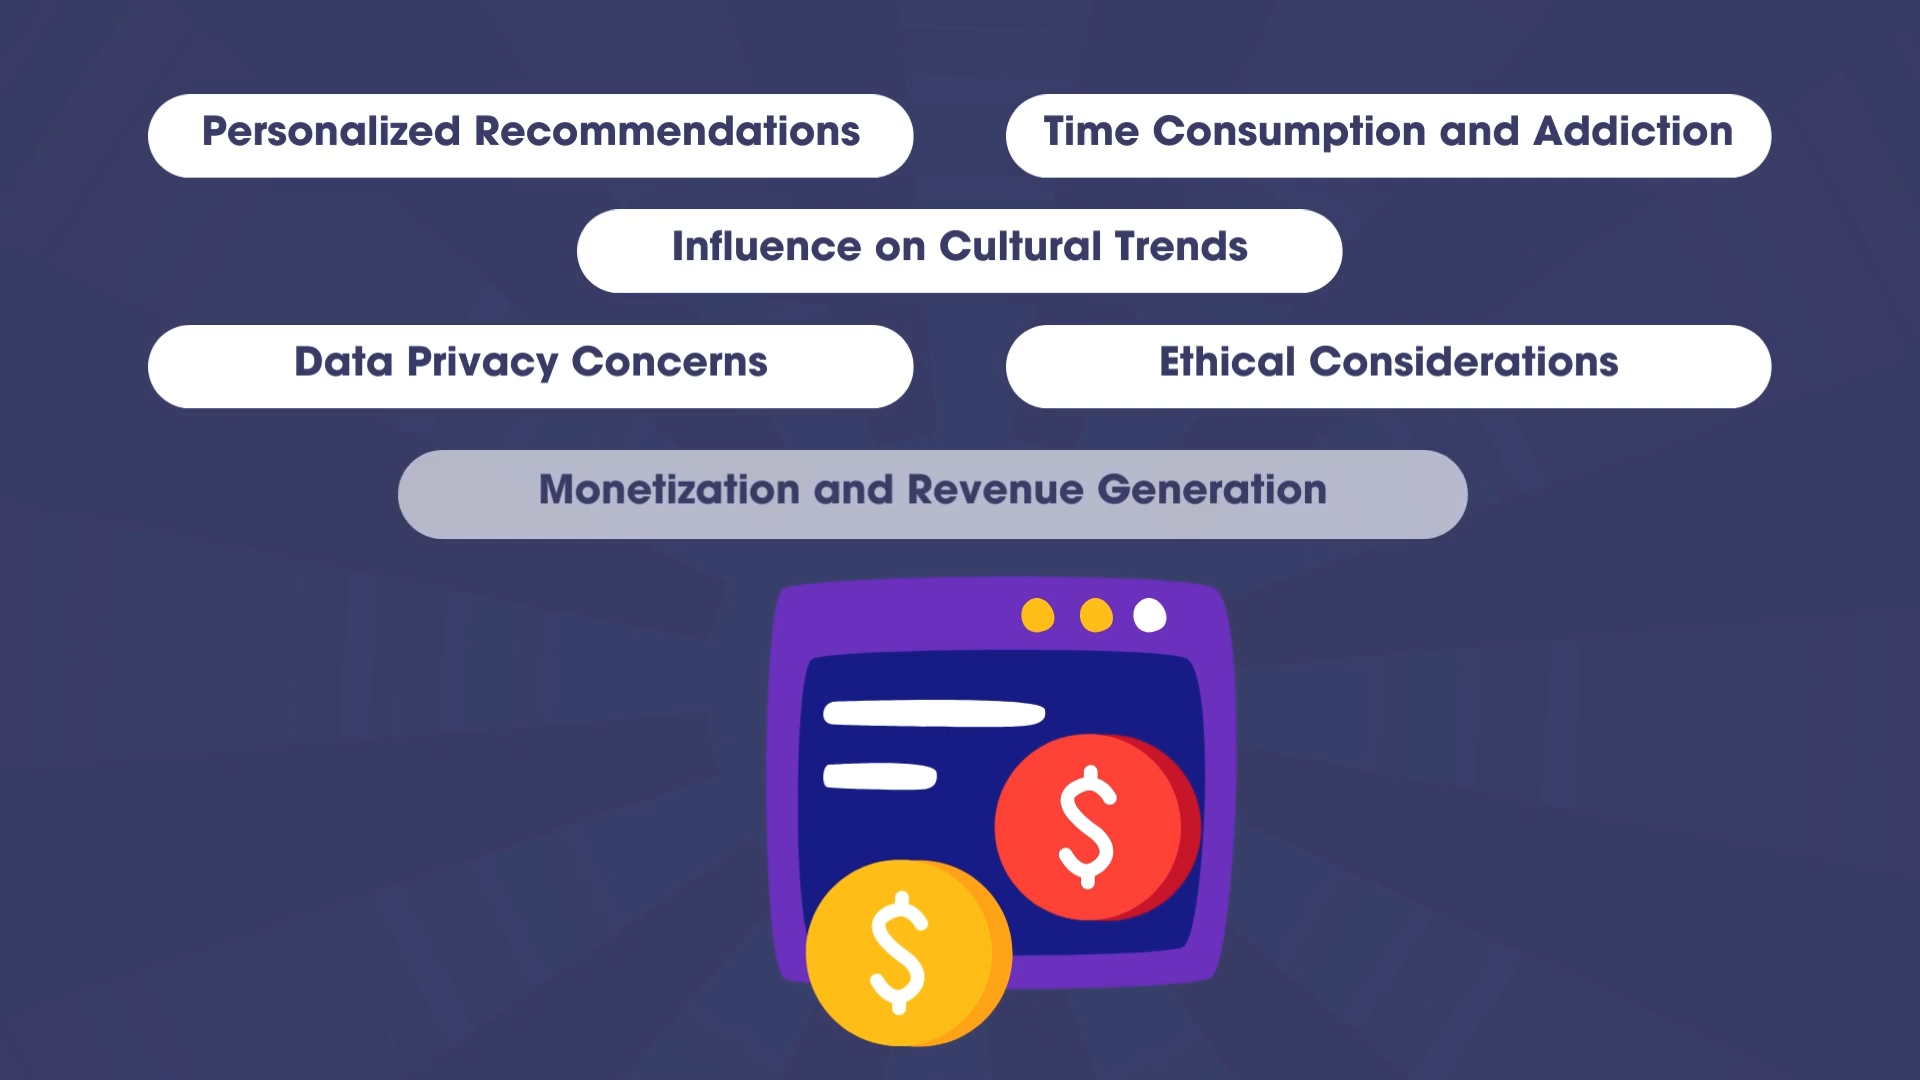 Personalized Recommendations
Time Consumption and Addiction
Influence on Cultural Trends
Data Privacy Concerns
Ethical Considerations
Monetization and Revenue Generation
$
$